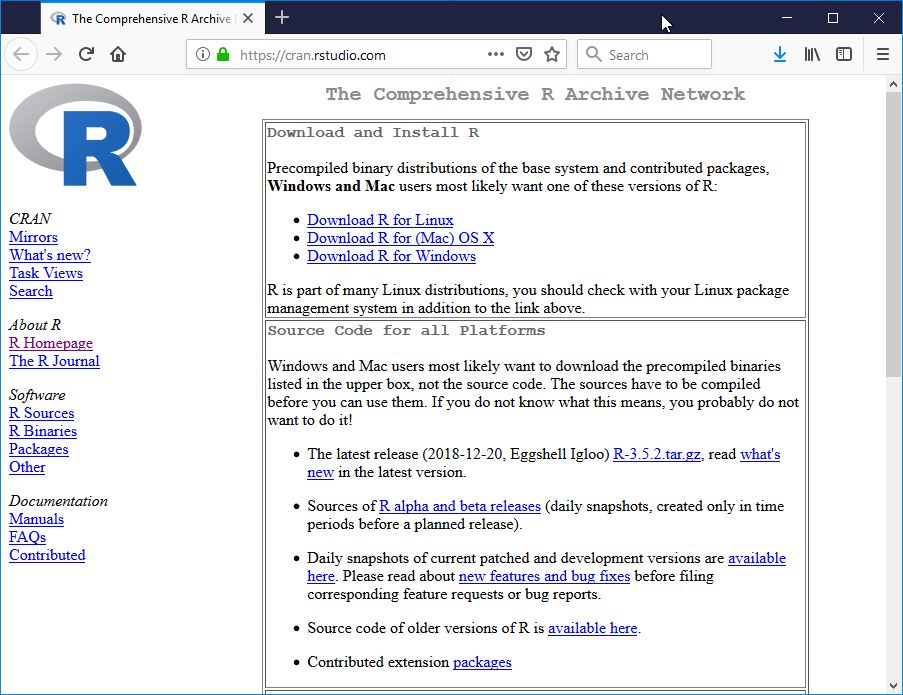 The Comprehensive R Archive
https://cran.rstudio.com
Search
R
CRAN
Mirrors
What's new?
Task Views
Search
About R
R Homepage
The R Journal
Software
R Sources
R Binaries
Packages
Other
Documentation
Manuals
FAQs
Contributed
The Comprehensive R Archive Network
Download and Install R
Precompiled binary distributions of the base system and contributed packages,
Windows and Mac users most likely want one of these versions of R:
Download R for Linux
Download R for (Mac) OS X
Download R for Windows
R is part of many Linux distributions, you should check with your Linux package
management system in addition to the link above.
Source Code for all Platforms
Windows and Mac users most likely want to download the precompiled binaries
listed in the upper box, not the source code. The sources have to be compiled
before you can use them. If you do not know what this means, you probably do not
want to do it!
The latest release (2018-12-20, Eggshell Igloo) R-3.5.2.tar.gz, read what's
new in the latest version.
Sources of R alpha and beta releases (daily snapshots, created only in time
periods before a planned release).
Daily snapshots of current patched and development versions are available
here. Please read about new features and bug fixes before filing
corresponding feature requests or bug reports.
Source code of older versions of R is available here.
Contributed extension packages